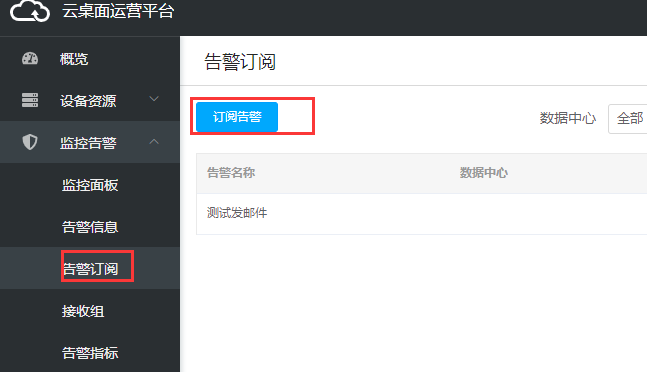 云桌面运营平台
概览
设备资源
监控告警
监控面板
告警信息
告警订阅
接收组
告警指标
告警订阅
订阅告警
数据中心 全部
告警名称 数据中心
测试发邮件